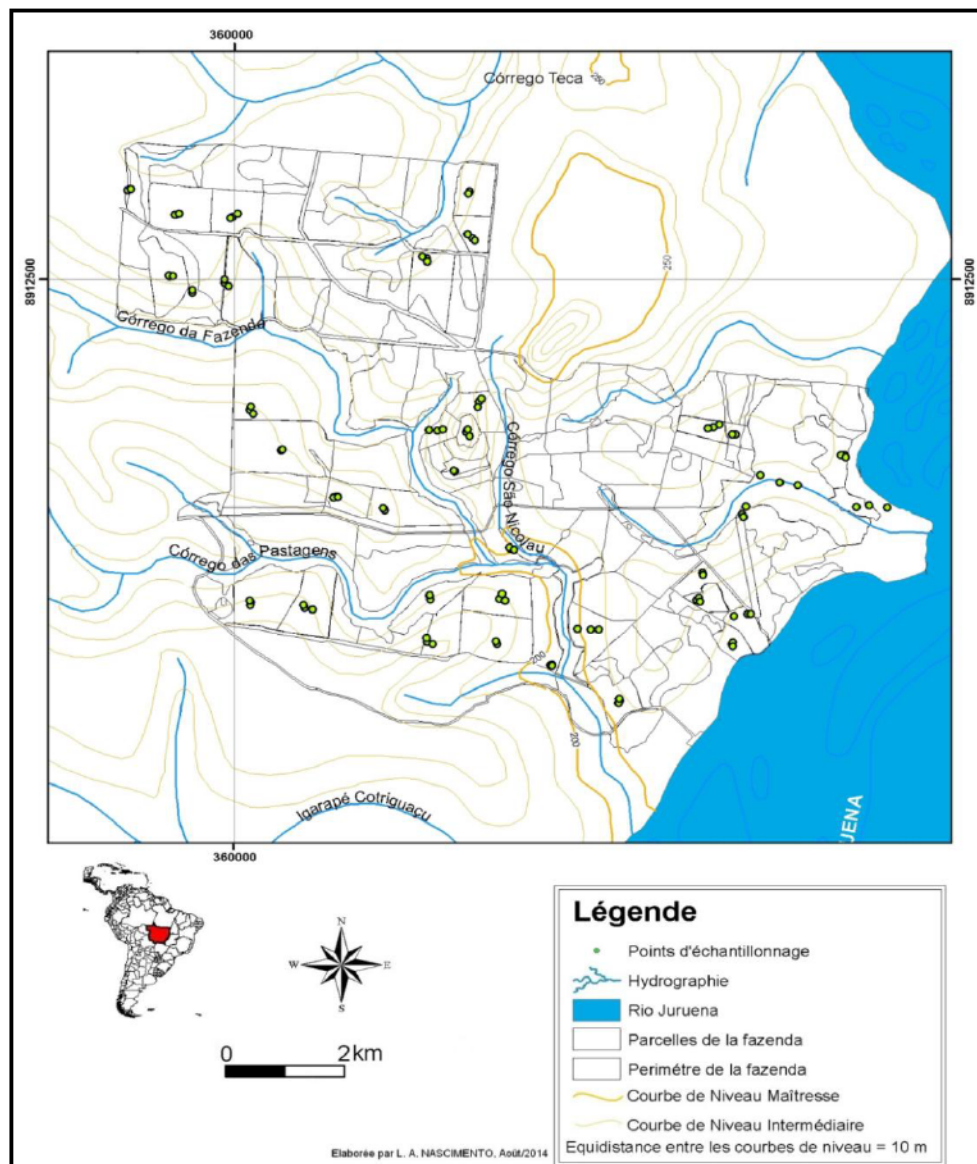 360000
Córrego Teca
250
250
8912500
8912500
Córrego da Fazenda
Córrego São Nicolau
Córrego das Pastagens
200
200
Igarapé Cotriguaçu
UENA
360000
N
W
E
S
0
2km
Légende
Points d'échantillonnage
Hydrographie
Rio Juruena
Parcelles de la fazenda
Perimétre de la fazenda
Courbe de Niveau Maîtresse
Courbe de Niveau Intermédiaire
Equidistance entre les courbes de niveau = 10 m
Elaborée par L. A. NASCIMENTO, Août/2014